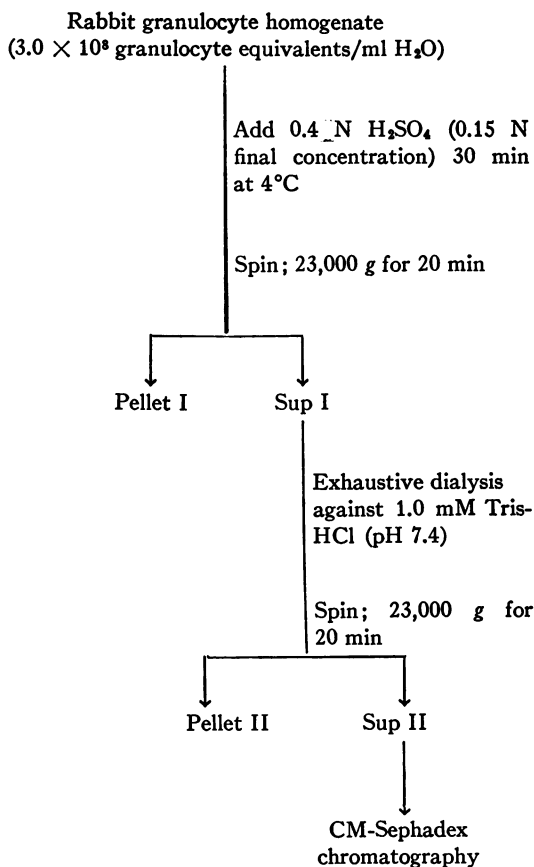 Rabbit granulocyte homogenate
(3.0 × 10⁸ granulocyte equivalents/ml H₂O)
Add 0.4 N H₂SO₄ (0.15 N
final concentration) 30 min
at 4°C
Spin; 23,000 g for 20 min
Pellet I Sup I
Exhaustive dialysis
against 1.0 mM Tris-
HCl (pH 7.4)
Spin; 23,000 g for
20 min
Pellet II Sup II
CM-Sephadex
chromatography